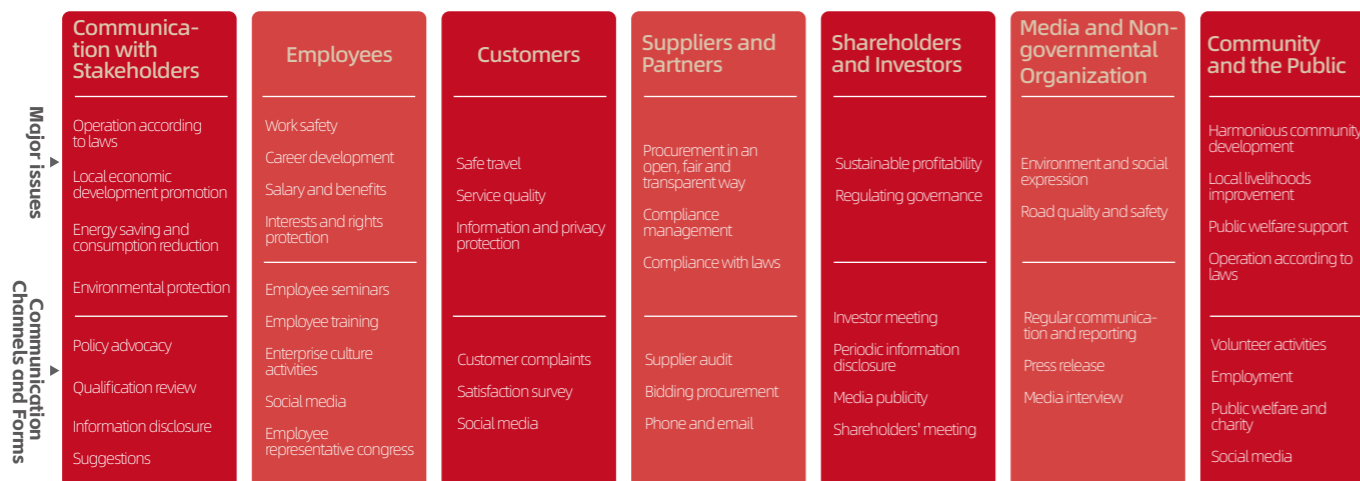 Communica-
tion with
Stakeholders
Employees
Customers
Suppliers and
Partners
Shareholders
and Investors
Media and Non-
governmental
Organization
Community
and the Public
Major issues
Operation according
to laws
Local economic
development promotion
Energy saving and
consumption reduction
Environmental protection
Work safety
Career development
Salary and benefits
Interests and rights
protection
Safe travel
Service quality
Information and privacy
protection
Procurement in an
open, fair and
transparent way
Compliance
management
Compliance with laws
Sustainable profitability
Regulating governance
Environment and social
expression
Road quality and safety
Harmonious community
development
Local livelihoods
improvement
Public welfare support
Operation according to
laws
Communication
Channels and Forms
Policy advocacy
Qualification review
Information disclosure
Suggestions
Employee seminars
Employee training
Enterprise culture
activities
Social media
Employee
representative congress
Customer complaints
Satisfaction survey
Social media
Supplier audit
Bidding procurement
Phone and email
Investor meeting
Periodic information
disclosure
Media publicity
Shareholders' meeting
Regular communica-
tion and reporting
Press release
Media interview
Volunteer activities
Employment
Public welfare and
charity
Social media